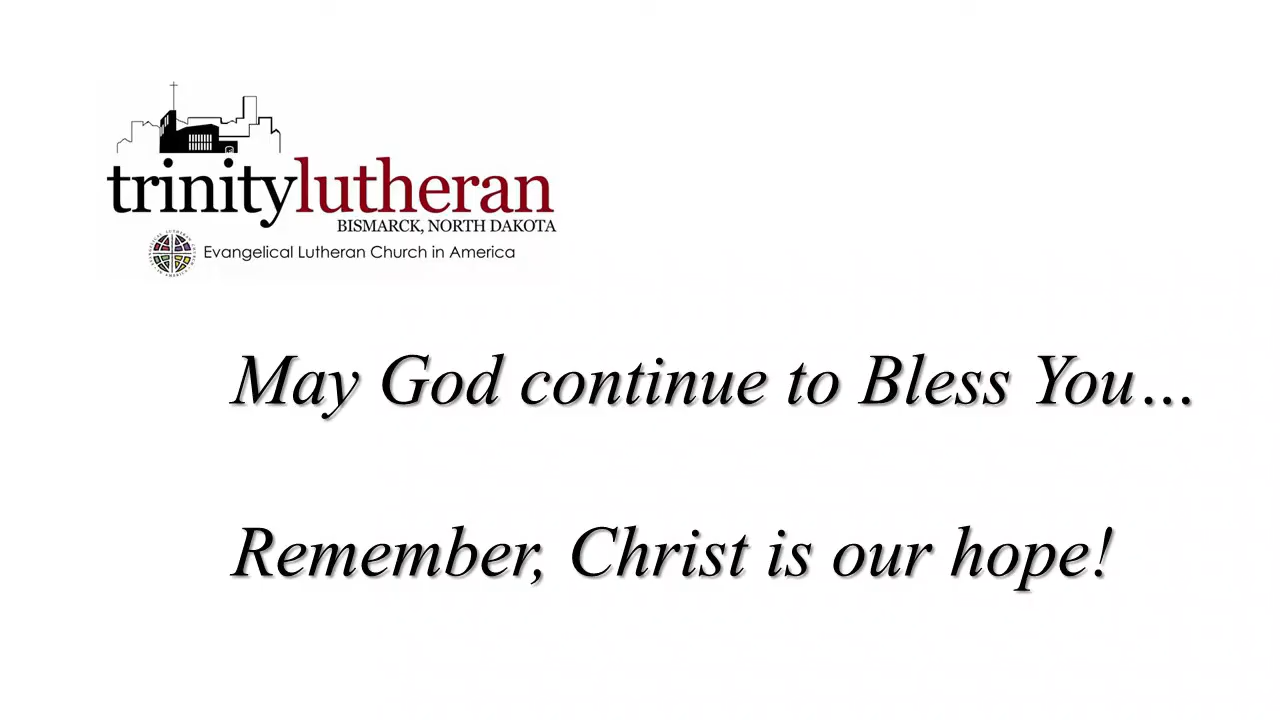 trinitylutheran
BISMARCK, NORTH DAKOTA
Evangelical Lutheran Church in America
May God continue to Bless You...
Remember, Christ is our hope!